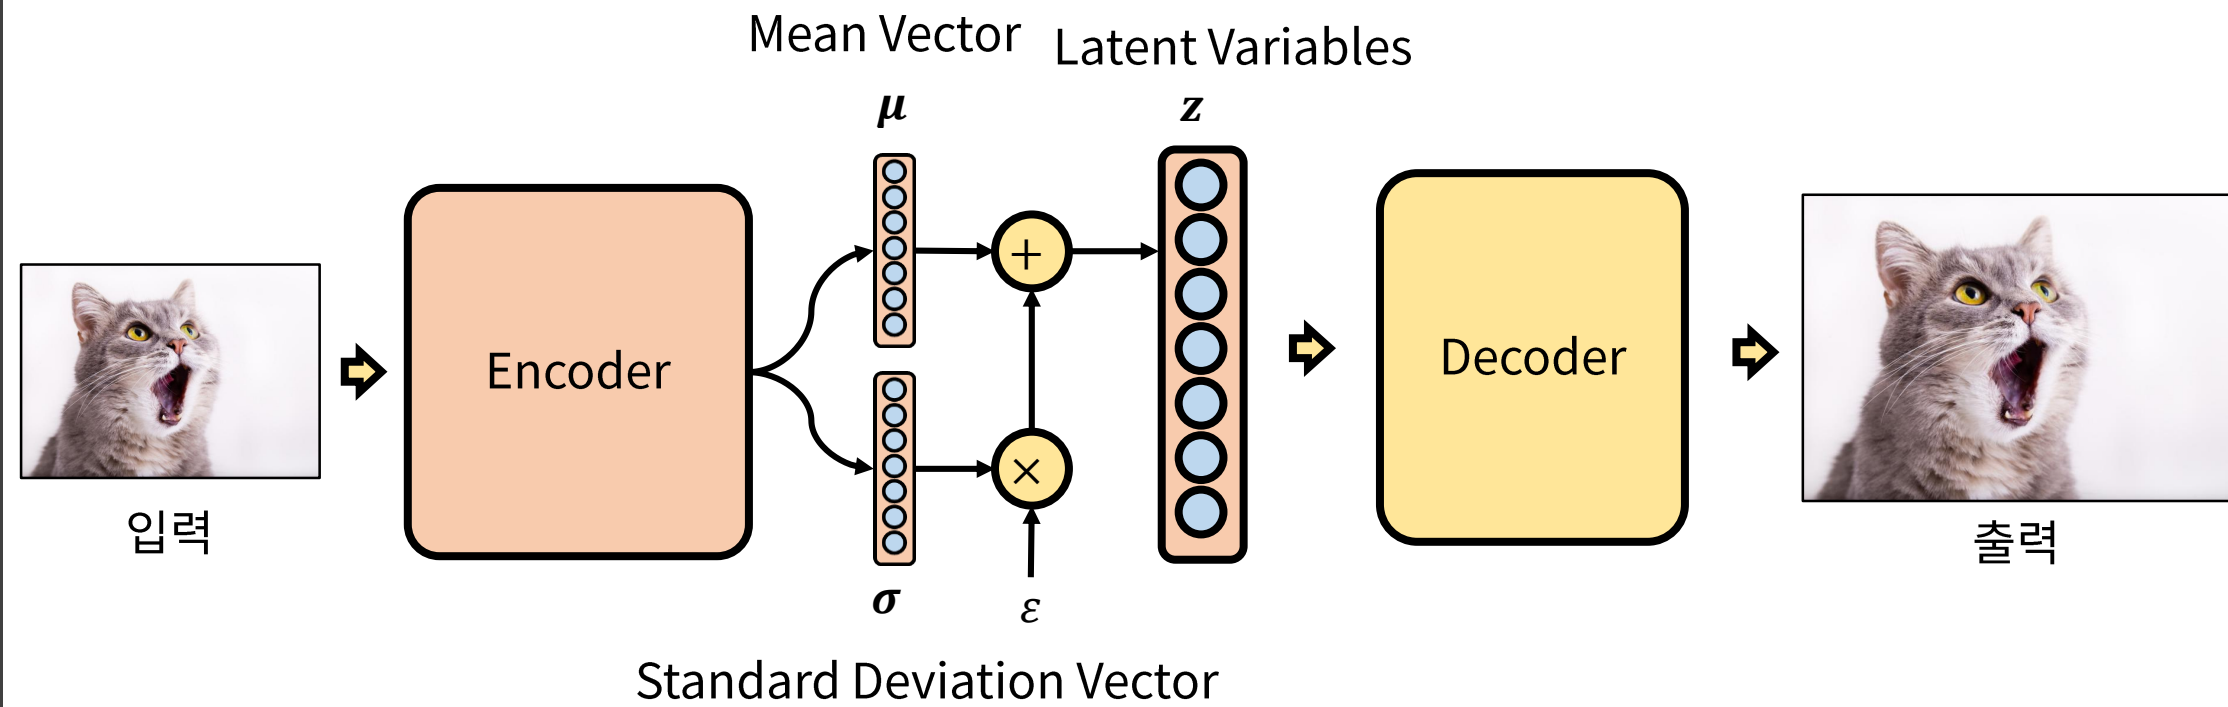 Mean Vector
Latent Variables
μ
z
+
Encoder
Decoder
×
입력
출력
σ
ε
Standard Deviation Vector